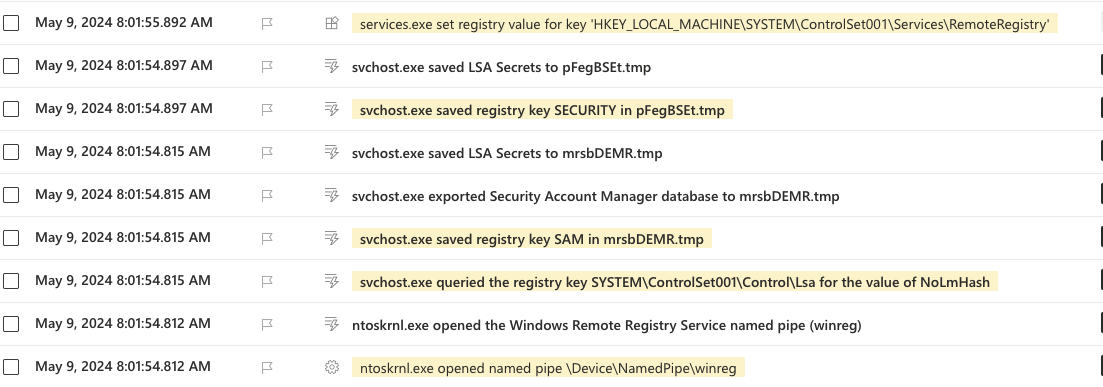 May 9, 2024 8:01:55.892 AM services.exe set registry value for key 'HKEY_LOCAL_MACHINE\SYSTEM\ControlSet001\Services\RemoteRegistry'
May 9, 2024 8:01:54.897 AM svchost.exe saved LSA Secrets to pFegBSEt.tmp
May 9, 2024 8:01:54.897 AM svchost.exe saved registry key SECURITY in pFegBSEt.tmp
May 9, 2024 8:01:54.815 AM svchost.exe saved LSA Secrets to mrsbDEMR.tmp
May 9, 2024 8:01:54.815 AM svchost.exe exported Security Account Manager database to mrsbDEMR.tmp
May 9, 2024 8:01:54.815 AM svchost.exe saved registry key SAM in mrsbDEMR.tmp
May 9, 2024 8:01:54.815 AM svchost.exe queried the registry key SYSTEM\ControlSet001\Control\Lsa for the value of NoLmHash
May 9, 2024 8:01:54.812 AM ntoskrnl.exe opened the Windows Remote Registry Service named pipe (winreg)
May 9, 2024 8:01:54.812 AM ntoskrnl.exe opened named pipe \Device\NamedPipe\winreg